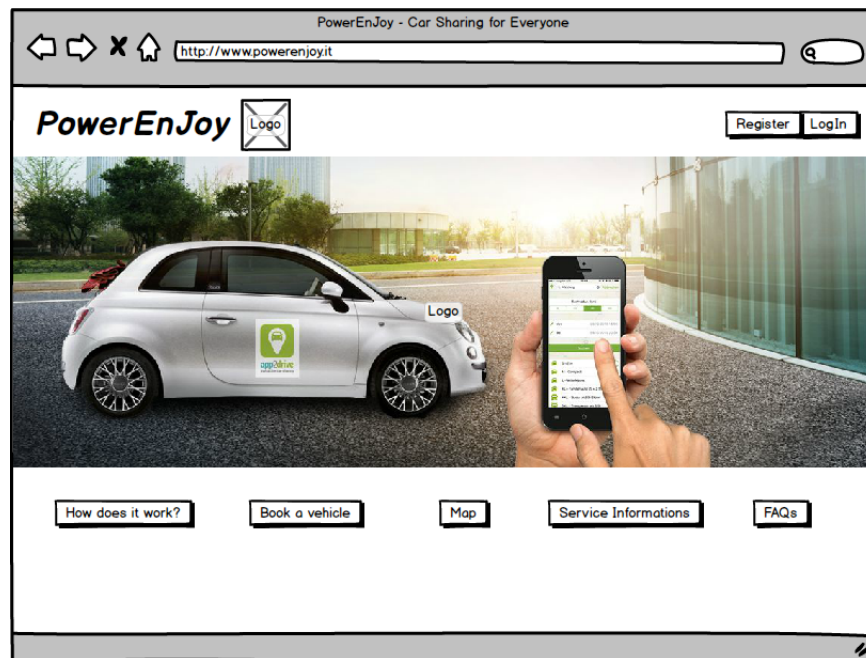 PowerEnJoy - Car Sharing for Everyone
http://www.powerenjoy.it
PowerEnJoy
Logo
Register
LogIn
Logo
app2drive
How does it work?
Book a vehicle
Map
Service Informations
FAQs